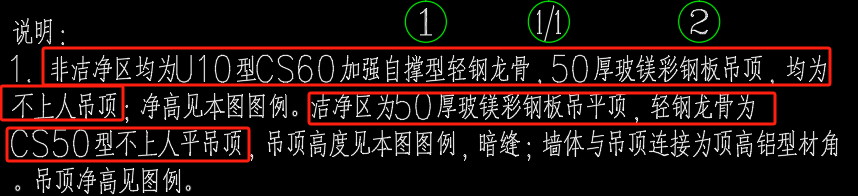 ① 1/1 ②
说明:
1. 非洁净区均为U10型CS60加强自撑型轻钢龙骨,50厚玻镁彩钢板吊顶,均为
不上人吊顶;净高见本图图例。洁净区为50厚玻镁彩钢板吊平顶,轻钢龙骨为
CS50型不上人平吊顶,吊顶高度见本图图例,暗缝;墙体与吊顶连接为顶高铝型材角
。吊顶净高见图例。